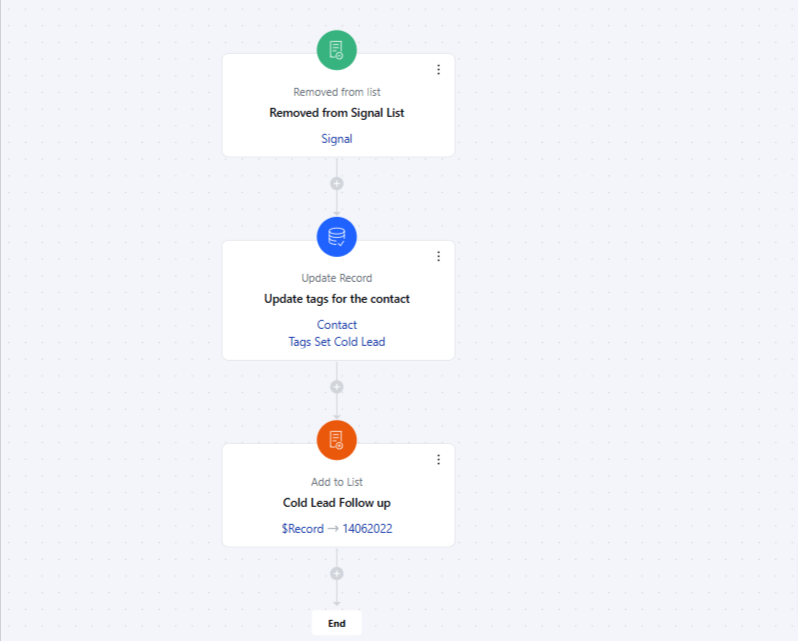 Removed from list
Removed from Signal List
Signal
Update Record
Update tags for the contact
Contact
Tags Set Cold Lead
Add to List
Cold Lead Follow up
$Record → 14062022
End